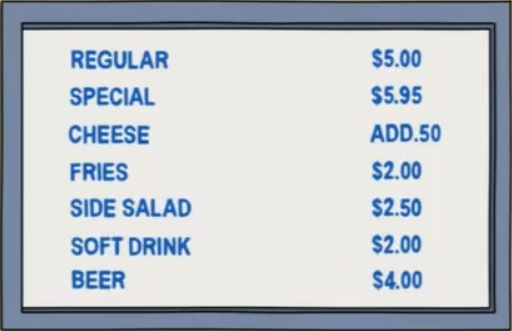 REGULAR $5.00
SPECIAL $5.95
CHEESE ADD.50
FRIES $2.00
SIDE SALAD $2.50
SOFT DRINK $2.00
BEER $4.00